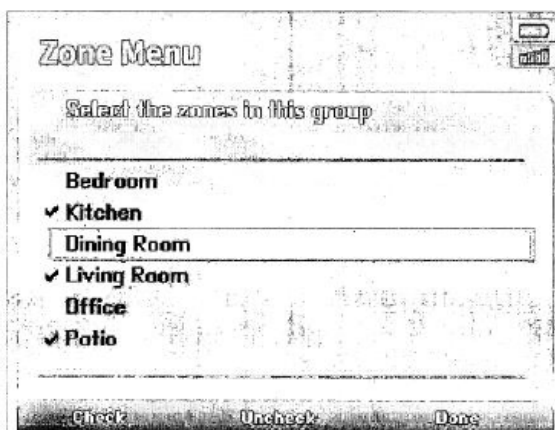 Zone Menu
Select the zones in this group
Bedroom
✔ Kitchen
Dining Room
✔ Living Room
Office
✔ Patio
Check Uncheck Done